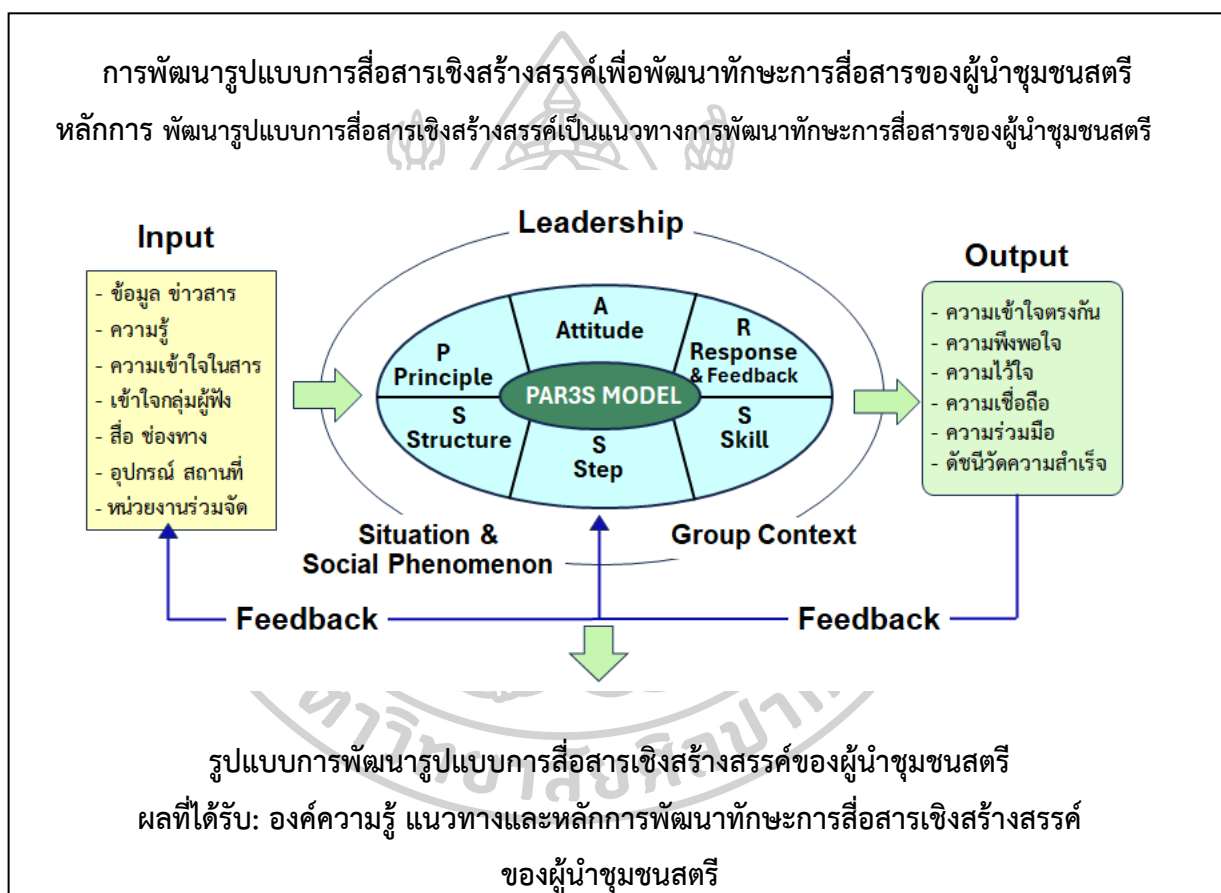 การพัฒนารูปแบบการสื่อสารเชิงสร้างสรรค์เพื่อพัฒนาทักษะการสื่อสารของผู้นำชุมชนสตรี
หลักการ พัฒนารูปแบบการสื่อสารเชิงสร้างสรรค์เป็นแนวทางการพัฒนาทักษะการสื่อสารของผู้นำชุมชนสตรี
Input
- ข้อมูล ข่าวสาร
- ความรู้
- ความเข้าใจในสาร
- เข้าใจกลุ่มผู้ฟัง
- สื่อ ช่องทาง
- อุปกรณ์ สถานที่
- หน่วยงานร่วมจัด
Leadership
A
Attitude
P
Principle
R
Response
& Feedback
PAR3S MODEL
S
Structure
S
Step
S
Skill
Situation &
Social Phenomenon
Group Context
Output
- ความเข้าใจตรงกัน
- ความพึงพอใจ
- ความไว้ใจ
- ความเชื่อถือ
- ความร่วมมือ
- ดัชนีวัดความสำเร็จ
Feedback
Feedback
รูปแบบการพัฒนารูปแบบการสื่อสารเชิงสร้างสรรค์ของผู้นำชุมชนสตรี
ผลที่ได้รับ: องค์ความรู้ แนวทางและหลักการพัฒนาทักษะการสื่อสารเชิงสร้างสรรค์
ของผู้นำชุมชนสตรี